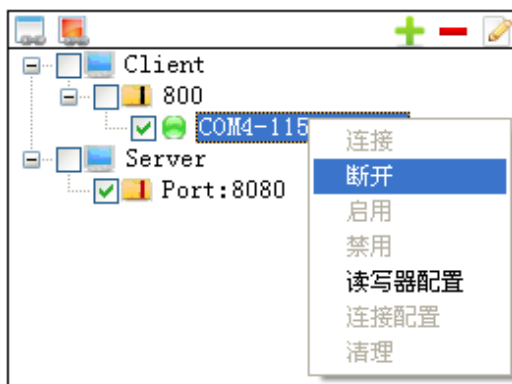 Client
800
COM4-115
Server
Port:8080
连接
断开
启用
禁用
读写器配置
连接配置
清理